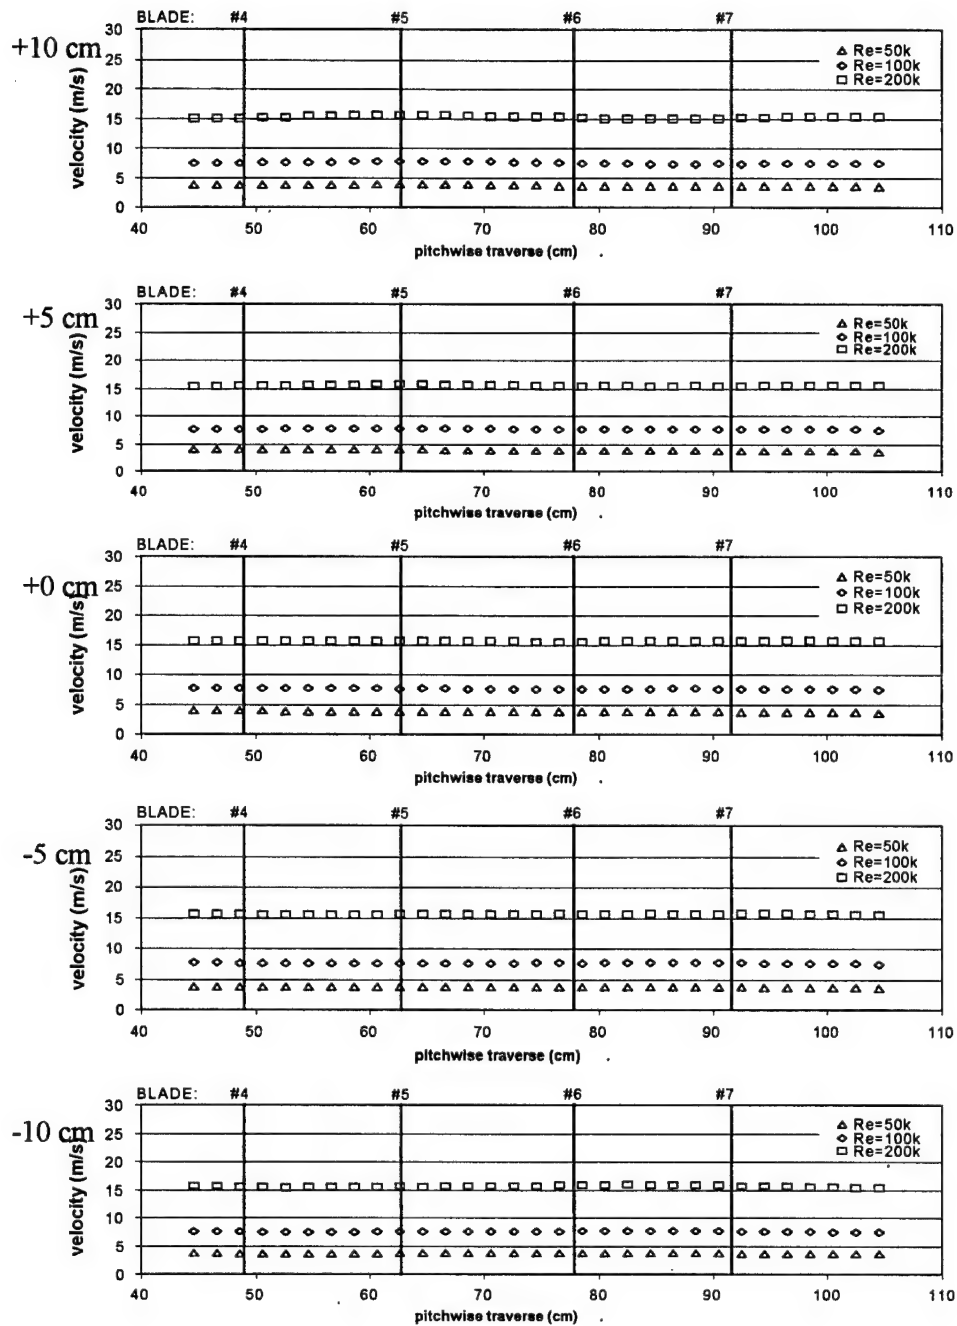 BLADE: #4 #5 #6 #7
+10 cm
velocity (m/s)
30
25
20
15
10
5
0
△ Re=50k
◇ Re=100k
□ Re=200k
40 50 60 70 80 90 100 110
pitchwise traverse (cm)
BLADE: #4 #5 #6 #7
+5 cm
velocity (m/s)
30
25
20
15
10
5
0
△ Re=50k
◇ Re=100k
□ Re=200k
40 50 60 70 80 90 100 110
pitchwise traverse (cm)
BLADE: #4 #5 #6 #7
+0 cm
velocity (m/s)
30
25
20
15
10
5
0
△ Re=50k
◇ Re=100k
□ Re=200k
40 50 60 70 80 90 100 110
pitchwise traverse (cm)
BLADE: #4 #5 #6 #7
-5 cm
velocity (m/s)
30
25
20
15
10
5
0
△ Re=50k
◇ Re=100k
□ Re=200k
40 50 60 70 80 90 100 110
pitchwise traverse (cm)
BLADE: #4 #5 #6 #7
-10 cm
velocity (m/s)
30
25
20
15
10
5
0
△ Re=50k
◇ Re=100k
□ Re=200k
40 50 60 70 80 90 100 110
pitchwise traverse (cm)